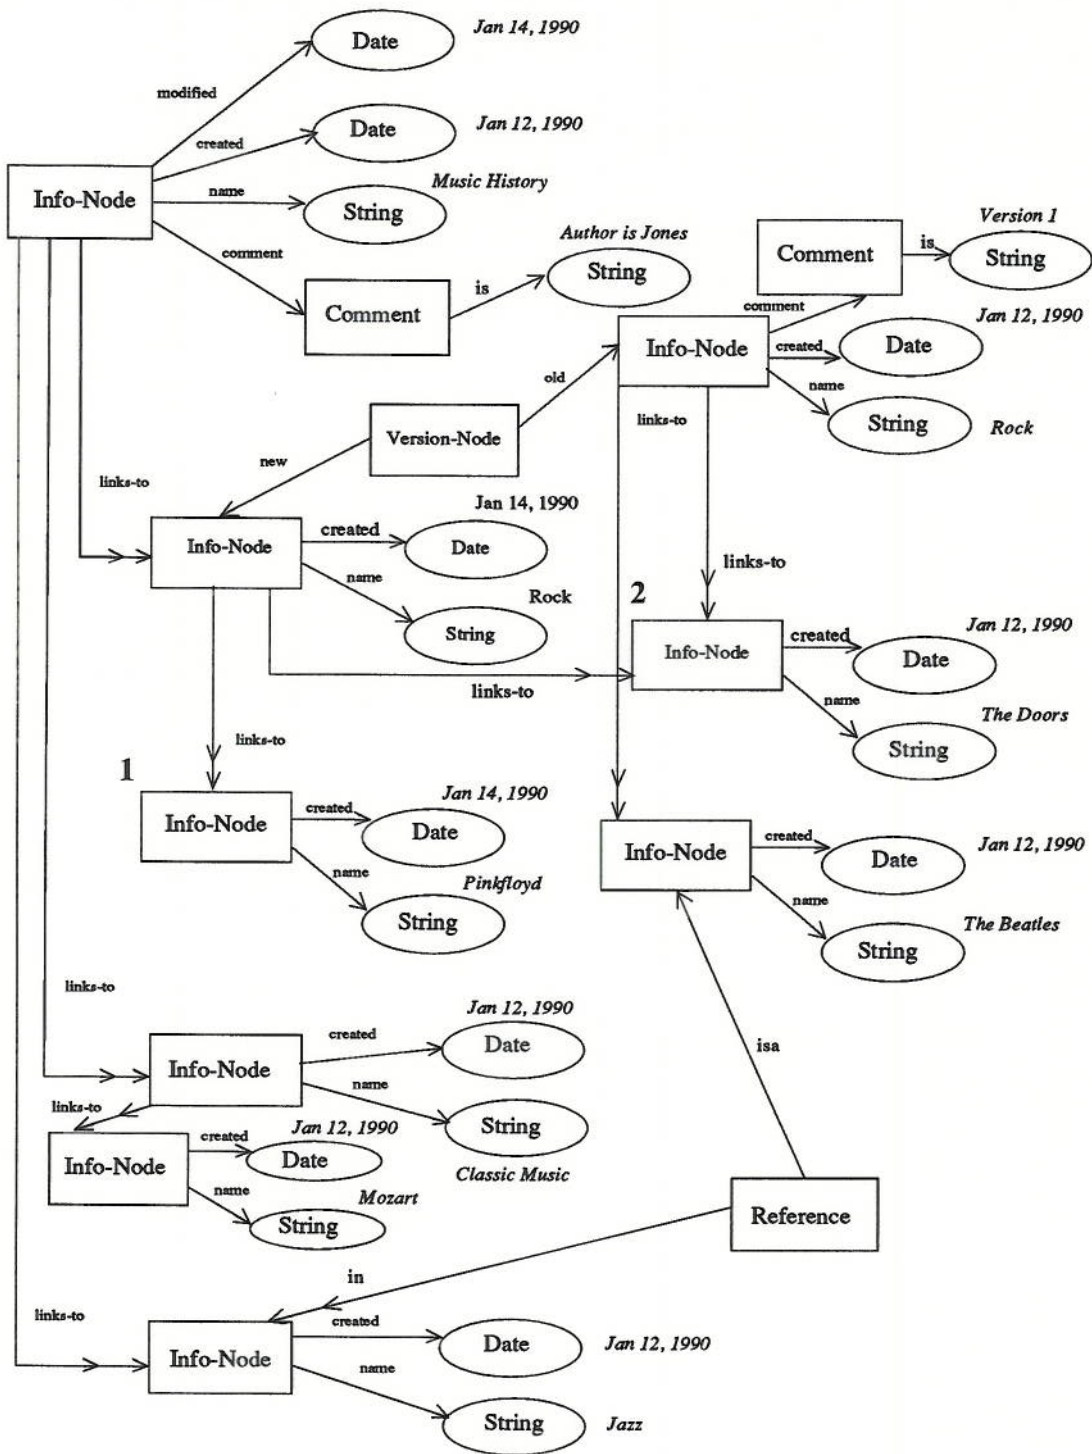 Jan 14, 1990
Date
modified
Date
Jan 12, 1990
created
Info-Node
name
Music History
String
comment
Author is Jones
String
is
Comment
Version 1
Comment
is
String
comment
Jan 12, 1990
Info-Node
created
Date
name
String
Rock
old
links-to
Version-Node
new
links-to
Jan 14, 1990
Info-Node
created
Date
name
Rock
String
links-to
links-to
2
Info-Node
created
Jan 12, 1990
Date
name
The Doors
String
links-to
1
Info-Node
created
Jan 14, 1990
Date
name
Pinkfloyd
String
Info-Node
created
Jan 12, 1990
Date
name
The Beatles
String
links-to
Jan 12, 1990
created
Date
Info-Node
name
String
Classic Music
isa
links-to
Jan 12, 1990
created
Date
Info-Node
name
Mozart
String
Reference
in
links-to
created
Info-Node
Date
Jan 12, 1990
name
String
Jazz